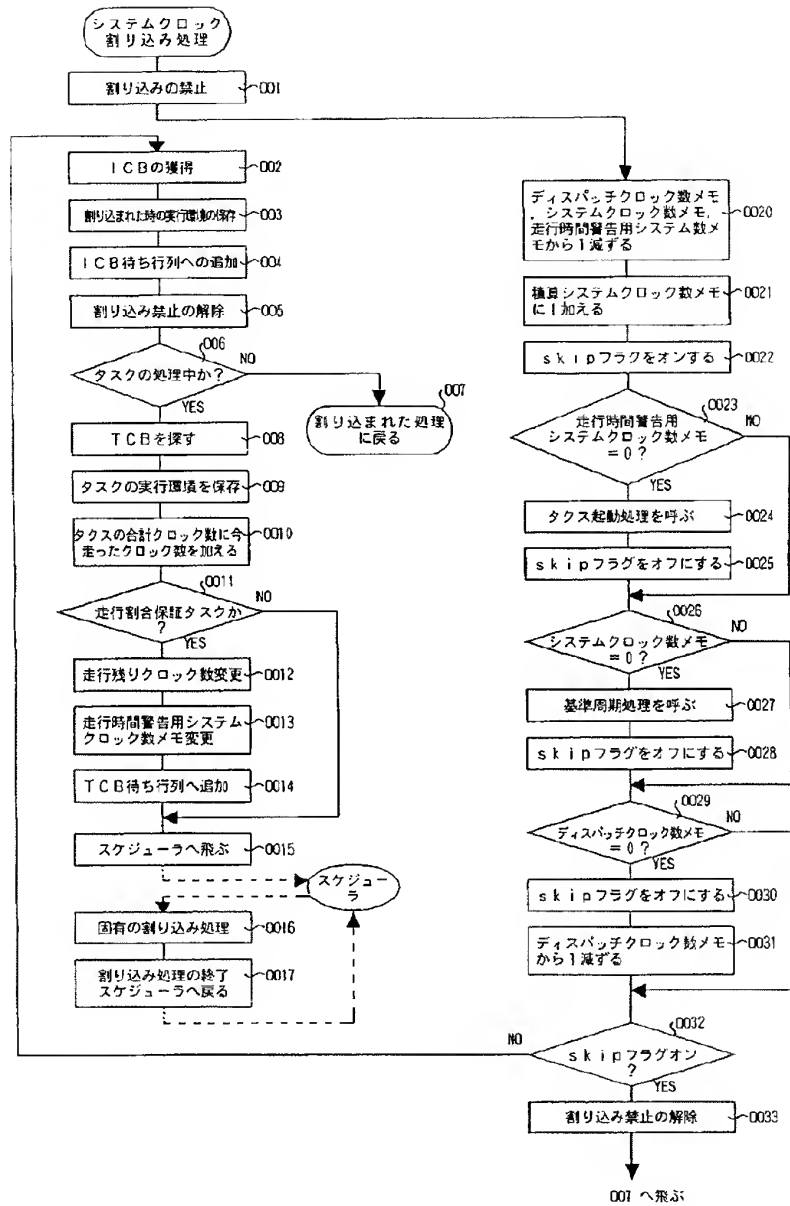 システムクロック
割り込み処理
割り込みの禁止
001
ICBの獲得
002
割り込まれた時の実行環境の保存
003
ICB待ち行列への追加
004
割り込み禁止の解除
005
006
タスクの処理中か?
NO
YES
007
割り込まれた処理
に戻る
TCBを探す
008
タスクの実行環境を保存
009
タクスの合計クロック数に今
走ったクロック数を加える
0010
0011
走行割合保証タスクか
?
NO
YES
走行残りクロック数変更
0012
走行時間警告用システム
クロック数メモ変更
0013
TCB待ち行列へ追加
0014
スケジューラへ飛ぶ
0015
スケジュー
ラ
固有の割り込み処理
0016
割り込み処理の終了
スケジューラへ戻る
0017
ディスパッチクロック数メモ
,システムクロック数メモ,
走行時間警告用システム数メ
モから1減ずる
0020
積算システムクロック数メモ
に1加える
0021
skipフラグをオンする
0022
0023
走行時間警告用
システムクロック数メモ
=0?
NO
YES
タクス起動処理を呼ぶ
0024
skipフラグをオフにする
0025
0026
システムクロック数メモ
=0?
NO
YES
基準周期処理を呼ぶ
0027
skipフラグをオフにする
0028
0029
ディスパッチクロック数メモ
=0?
NO
YES
skipフラグをオフにする
0030
ディスパッチクロック数メモ
から1減ずる
0031
0032
skipフラグオン
?
NO
YES
割り込み禁止の解除
0033
007 へ飛ぶ